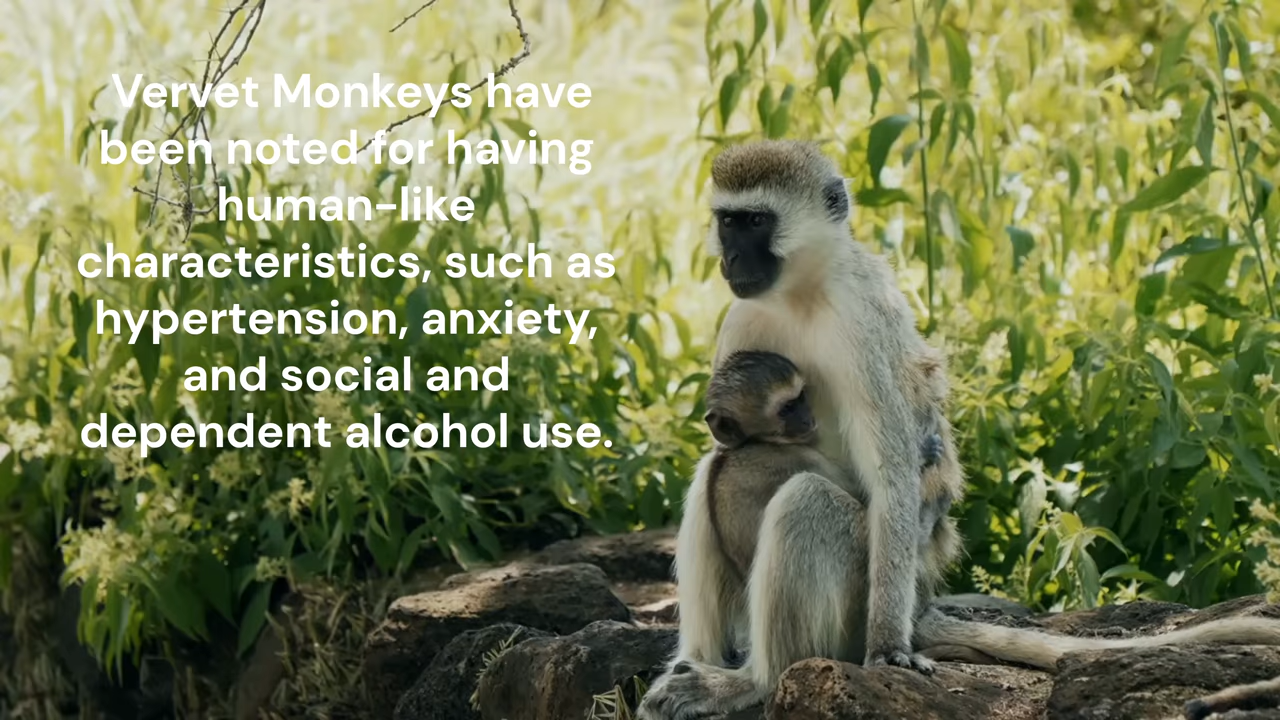 Vervet Monkeys have
been noted for having
human-like
characteristics, such as
hypertension, anxiety,
and social and
dependent alcohol use.